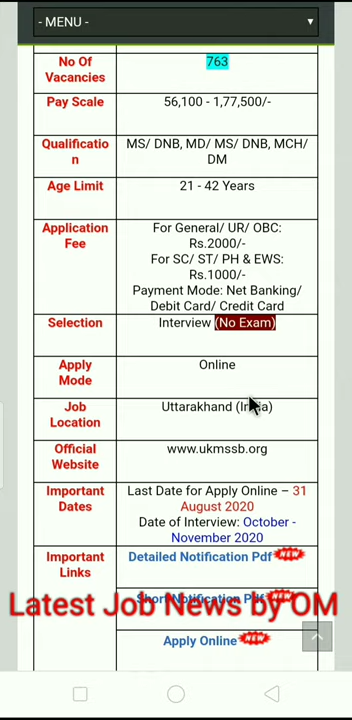 - MENU -
No Of
Vacancies
763
Pay Scale
56,100 - 1,77,500/-
Qualificatio
n
MS/ DNB, MD/ MS/ DNB, MCH/
DM
Age Limit
21 - 42 Years
Application
Fee
For General/ UR/ OBC:
Rs.2000/-
For SC/ ST/ PH & EWS:
Rs.1000/-
Payment Mode: Net Banking/
Debit Card/ Credit Card
Selection
Interview (No Exam)
Apply
Mode
Online
Job
Location
Uttarakhand (India)
Official
Website
www.ukmssb.org
Important
Dates
Last Date for Apply Online – 31
August 2020
Date of Interview: October -
November 2020
Important
Links
Detailed Notification Pdf
Short Notification Pdf
Latest Job News by OM
Apply Online